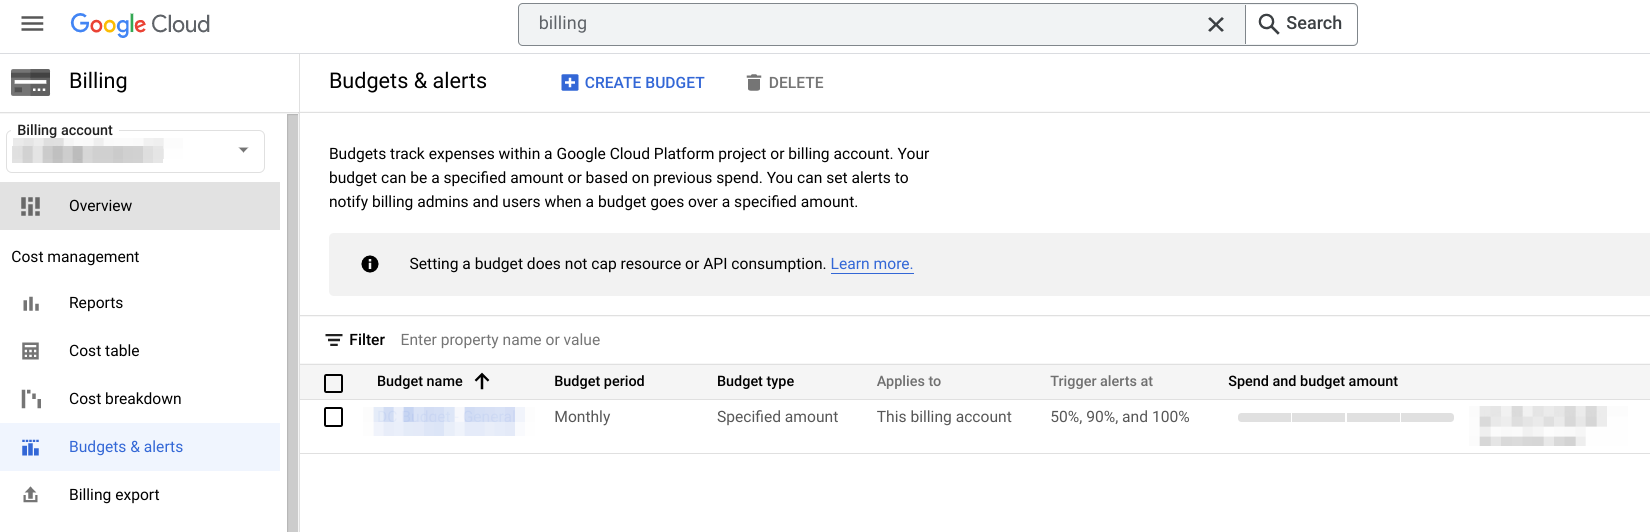 Google Cloud
billing
Search
Billing
Budgets & alerts
CREATE BUDGET
DELETE
Billing account
Overview
Cost management
Reports
Cost table
Cost breakdown
Budgets & alerts
Billing export
Budgets track expenses within a Google Cloud Platform project or billing account. Your
budget can be a specified amount or based on previous spend. You can set alerts to
notify billing admins and users when a budget goes over a specified amount.
Setting a budget does not cap resource or API consumption. Learn more.
Filter Enter property name or value
Budget name Budget period Budget type Applies to Trigger alerts at Spend and budget amount
Monthly Specified amount This billing account 50%, 90%, and 100%